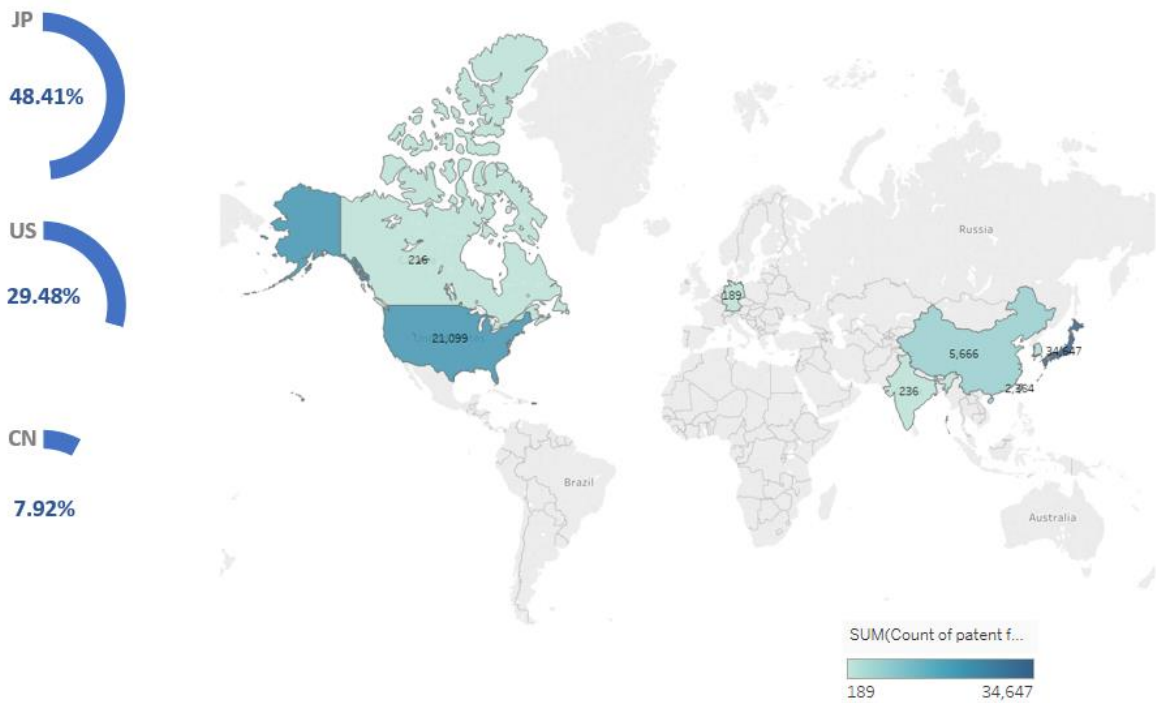 JP
48.41%
US
29.48%
CN
7.92%
Russia
216
189
21,099
5,666
34,647
236
2,364
Brazil
Australia
SUM(Count of patent f...
189
34,647